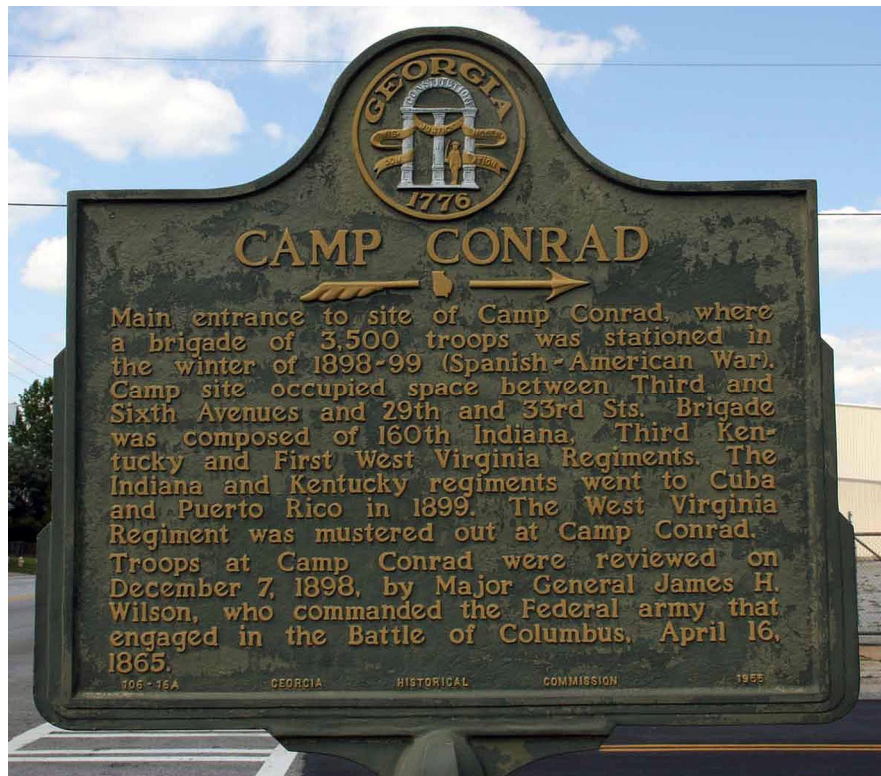 GEORGIA
CONSTITUTION
JUSTICE
1776
CAMP CONRAD
Main entrance to site of Camp Conrad, where
a brigade of 3,500 troops was stationed in
the winter of 1898-99 (Spanish-American War).
Camp site occupied space between Third and
Sixth Avenues and 29th and 33rd Sts. Brigade
was composed of 160th Indiana, Third Ken-
tucky and First West Virginia Regiments. The
Indiana and Kentucky regiments went to Cuba
and Puerto Rico in 1899. The West Virginia
Regiment was mustered out at Camp Conrad.
Troops at Camp Conrad were reviewed on
December 7, 1898, by Major General James H.
Wilson, who commanded the Federal army that
engaged in the Battle of Columbus, April 16,
1865.
106-16A GEORGIA HISTORICAL COMMISSION 1955